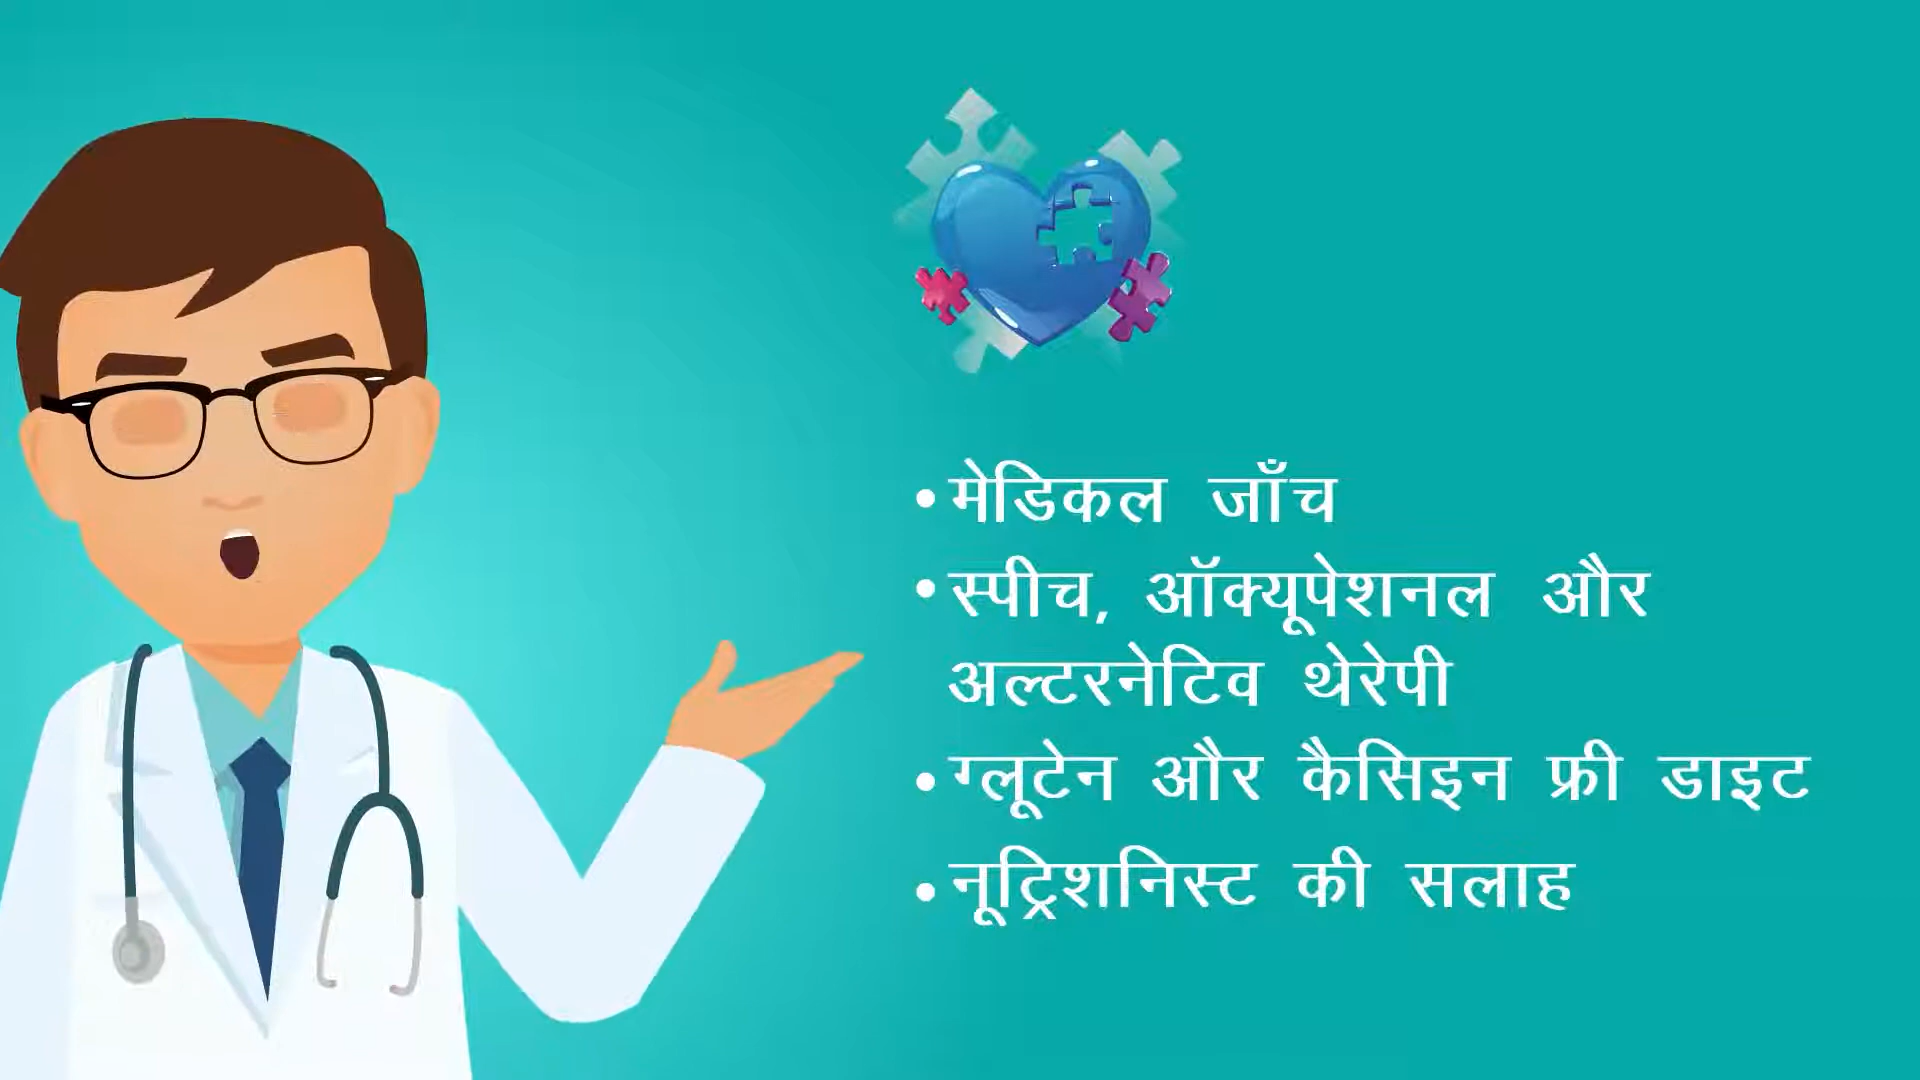 • मेडिकल जाँच
• स्पीच, ऑक्यूपेशनल और
अल्टरनेटिव थेरेपी
• ग्लूटेन और कैसिइन फ्री डाइट
• नूट्रिशनिस्ट की सलाह